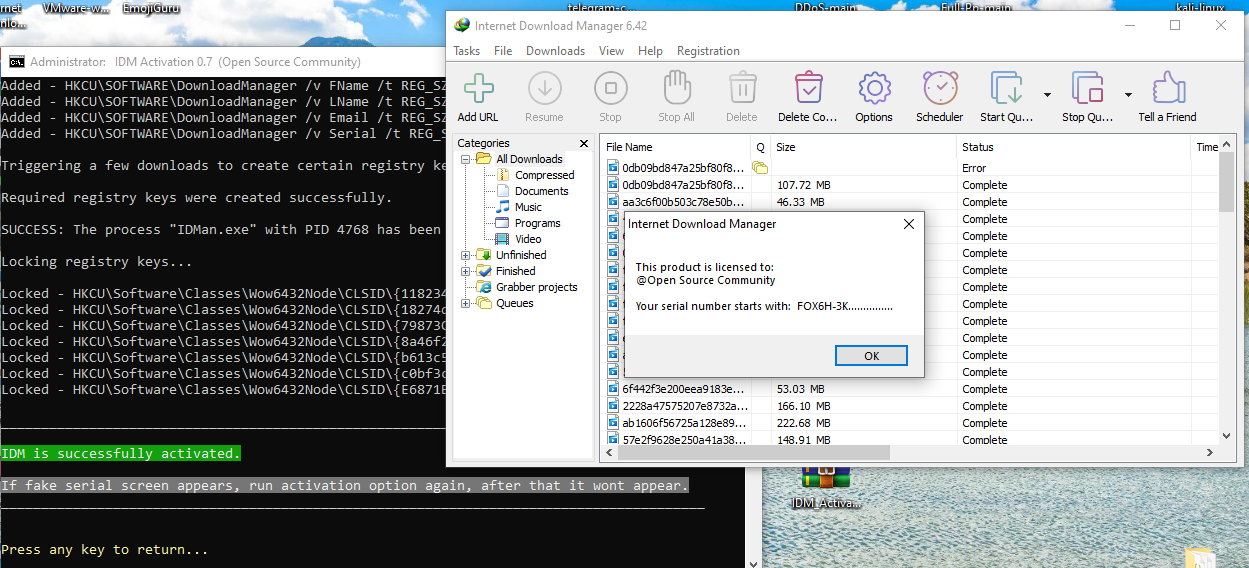 rnet
filo...
VMware-w...
EmojiGuru
telegram-c...
DDoS-main
Full-Pp-main
kali-linux
Administrator: IDM Activation 0.7 (Open Source Community)
Added - HKCU\SOFTWARE\DownloadManager /v FName /t REG_SZ
Added - HKCU\SOFTWARE\DownloadManager /v LName /t REG_S
Added - HKCU\SOFTWARE\DownloadManager /v Email /t REG_S
Added - HKCU\SOFTWARE\DownloadManager /v Serial /t REG_
Triggering a few downloads to create certain registry ke
Required registry keys were created successfully.
SUCCESS: The process "IDMan.exe" with PID 4768 has been
Locking registry keys...
Locked - HKCU\Software\Classes\Wow6432Node\CLSID\{118234
Locked - HKCU\Software\Classes\Wow6432Node\CLSID\{18274d
Locked - HKCU\Software\Classes\Wow6432Node\CLSID\{79873C
Locked - HKCU\Software\Classes\Wow6432Node\CLSID\{8a46f2
Locked - HKCU\Software\Classes\Wow6432Node\CLSID\{b613c5
Locked - HKCU\Software\Classes\Wow6432Node\CLSID\{c0bf3c
Locked - HKCU\Software\Classes\Wow6432Node\CLSID\{E6871E
IDM is successfully activated.
If fake serial screen appears, run activation option again, after that it wont appear.
Press any key to return...
Internet Download Manager 6.42
Tasks File Downloads View Help Registration
Add URL Resume Stop Stop All Delete Delete Co... Options Scheduler Start Qu... Stop Qu... Tell a Friend
Categories
All Downloads
Compressed
Documents
Music
Programs
Video
Unfinished
Finished
Grabber projects
Queues
File Name Q Size Status Time
0db09bd847a25bf80f8... Error
0db09bd847a25bf80f8... 107.72 MB Complete
aa3c6f00b503c78e50b... 46.33 MB Complete
Complete
Complete
Complete
Complete
Complete
Complete
Complete
Complete
Complete
Complete
6f442f3e200eea9183e... 53.03 MB Complete
2228a47575207e8732a... 166.10 MB Complete
ab1606f56725a128e89... 222.68 MB Complete
57e2f9628e250a41a38... 148.91 MB Complete
Internet Download Manager
This product is licensed to:
@Open Source Community
Your serial number starts with: FOX6H-3K...............
OK
IDM_Activa...